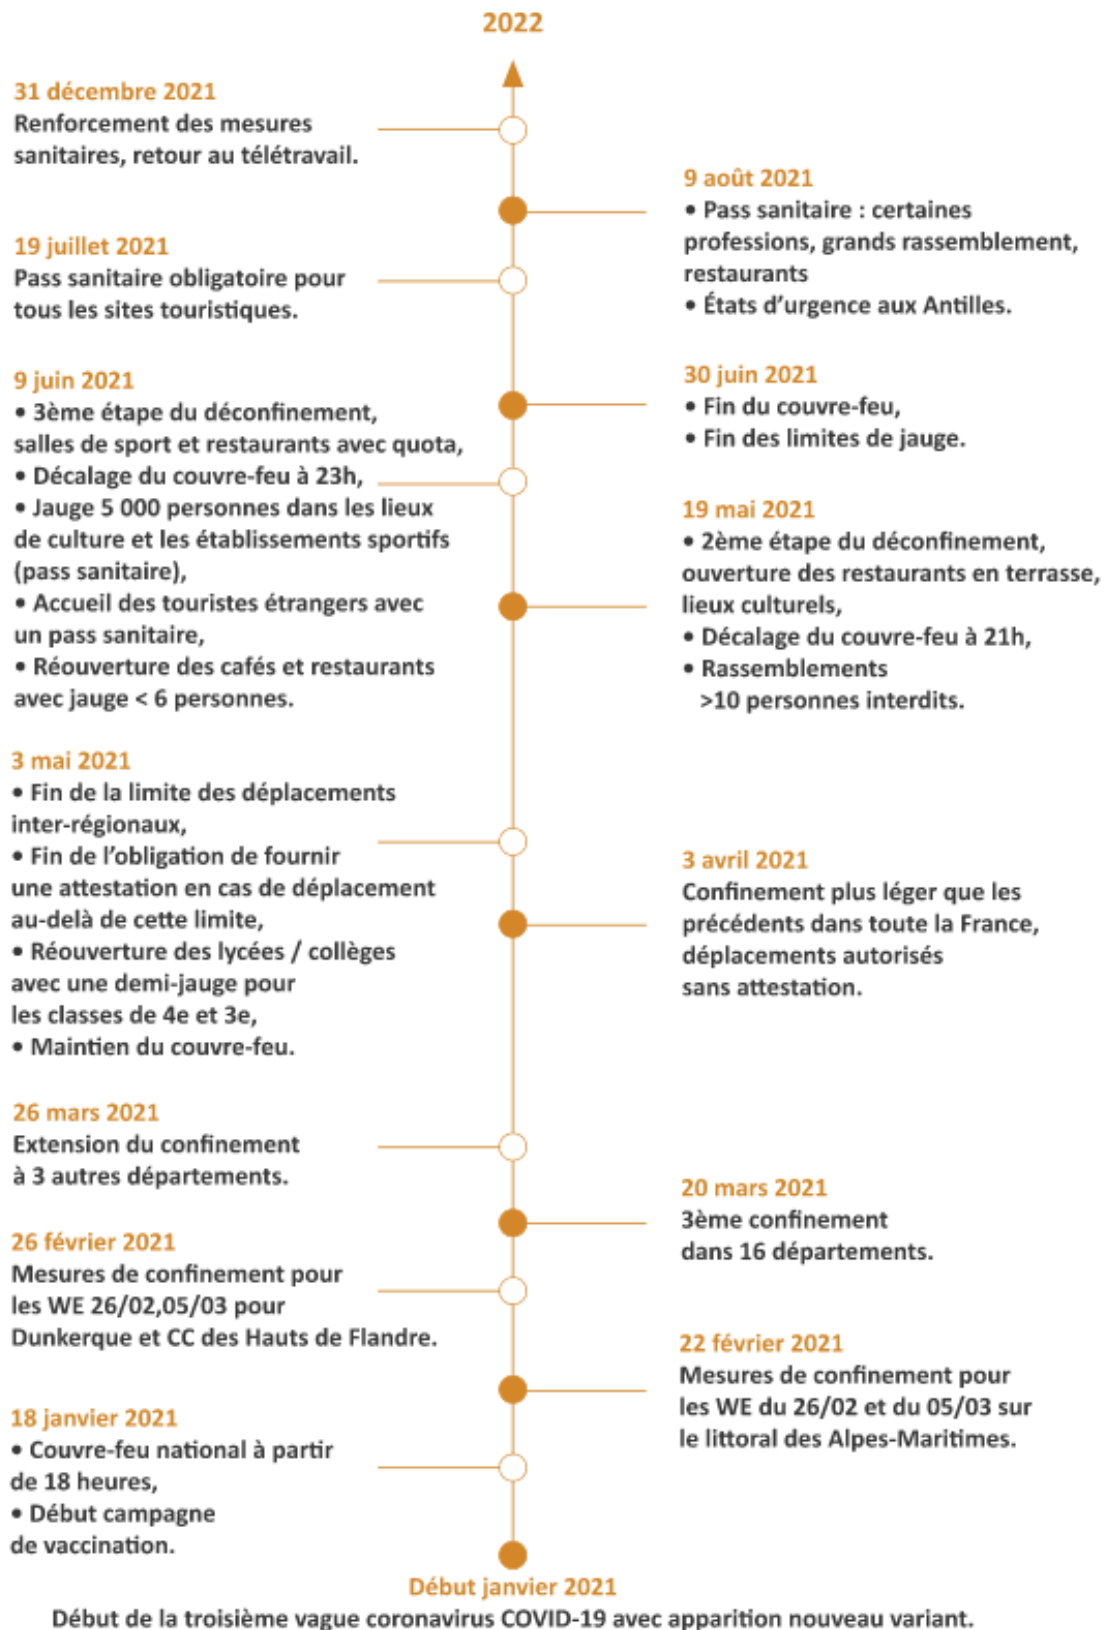 2022
31 décembre 2021
Renforcement des mesures
sanitaires, retour au télétravail.
9 août 2021
• Pass sanitaire : certaines
professions, grands rassemblement,
restaurants
• États d’urgence aux Antilles.
19 juillet 2021
Pass sanitaire obligatoire pour
tous les sites touristiques.
30 juin 2021
• Fin du couvre-feu,
• Fin des limites de jauge.
9 juin 2021
• 3ème étape du déconfinement,
salles de sport et restaurants avec quota,
• Décalage du couvre-feu à 23h,
• Jauge 5 000 personnes dans les lieux
de culture et les établissements sportifs
(pass sanitaire),
• Accueil des touristes étrangers avec
un pass sanitaire,
• Réouverture des cafés et restaurants
avec jauge < 6 personnes.
19 mai 2021
• 2ème étape du déconfinement,
ouverture des restaurants en terrasse,
lieux culturels,
• Décalage du couvre-feu à 21h,
• Rassemblements
>10 personnes interdits.
3 mai 2021
• Fin de la limite des déplacements
inter-régionaux,
• Fin de l’obligation de fournir
une attestation en cas de déplacement
au-delà de cette limite,
• Réouverture des lycées / collèges
avec une demi-jauge pour
les classes de 4e et 3e,
• Maintien du couvre-feu.
3 avril 2021
Confinement plus léger que les
précédents dans toute la France,
déplacements autorisés
sans attestation.
26 mars 2021
Extension du confinement
à 3 autres départements.
20 mars 2021
3ème confinement
dans 16 départements.
26 février 2021
Mesures de confinement pour
les WE 26/02,05/03 pour
Dunkerque et CC des Hauts de Flandre.
22 février 2021
Mesures de confinement pour
les WE du 26/02 et du 05/03 sur
le littoral des Alpes-Maritimes.
18 janvier 2021
• Couvre-feu national à partir
de 18 heures,
• Début campagne
de vaccination.
Début janvier 2021
Début de la troisième vague coronavirus COVID-19 avec apparition nouveau variant.